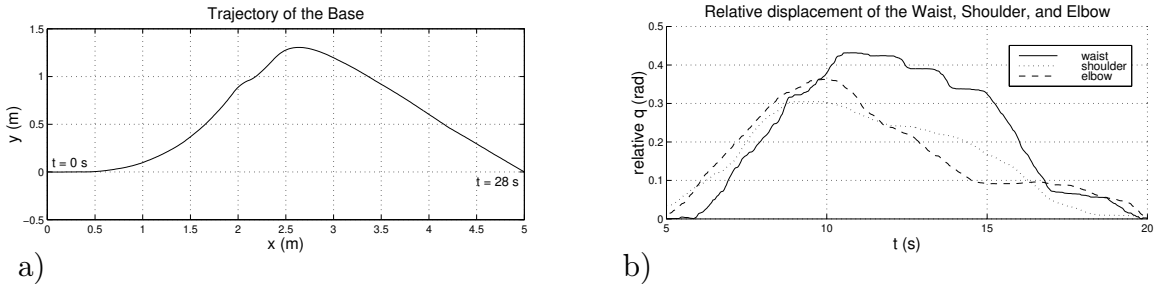 Trajectory of the Base
1.5
1
0.5
0
−0.5
y (m)
t = 0 s
t = 28 s
0 0.5 1 1.5 2 2.5 3 3.5 4 4.5 5
x (m)
a)
Relative displacement of the Waist, Shoulder, and Elbow
0.5
0.4
0.3
0.2
0.1
0
relative q (rad)
waist
shoulder
elbow
5 10 15 20
t (s)
b)